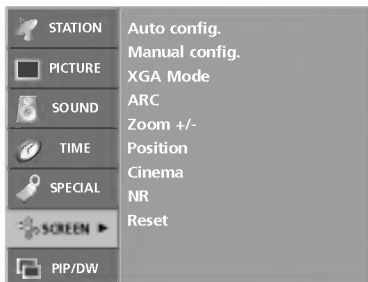 STATION
PICTURE
SOUND
TIME
SPECIAL
SCREEN
PIP/DW
Auto config.
Manual config.
XGA Mode
ARC
Zoom +/-
Position
Cinema
NR
Reset